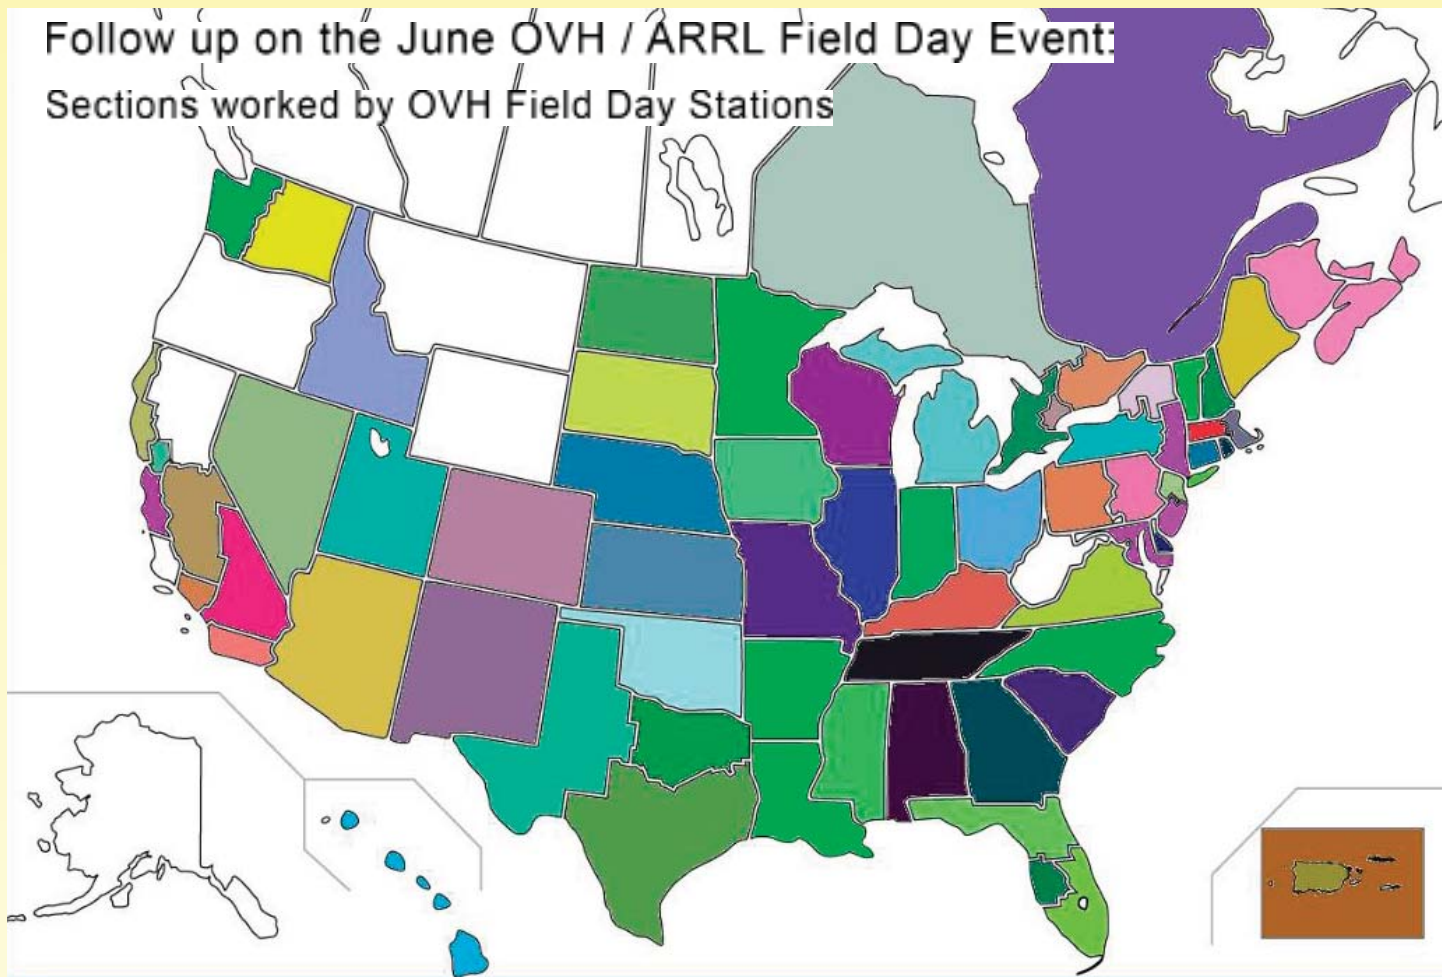 Follow up on the June OVH / ARRL Field Day Event:
Sections worked by OVH Field Day Stations